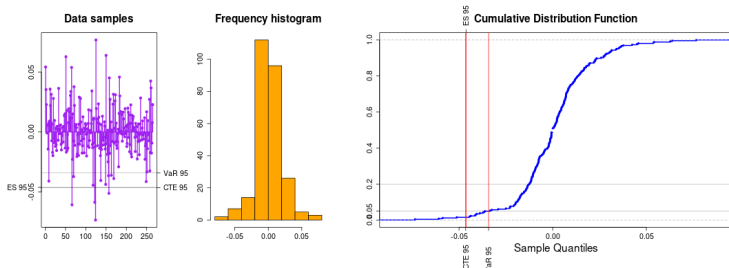 Data samples
0.05
0.00
-0.05
ES 95
VaR 95
CTE 95
0 50 100 150 200 250
Frequency histogram
100
80
60
40
20
0
-0.05 0.00 0.05
Cumulative Distribution Function
ES 95
1.0
0.8
0.6
0.4
0.2
0.05
-0.05 0.00 0.05
Sample Quantiles
CTE 95
VaR 95